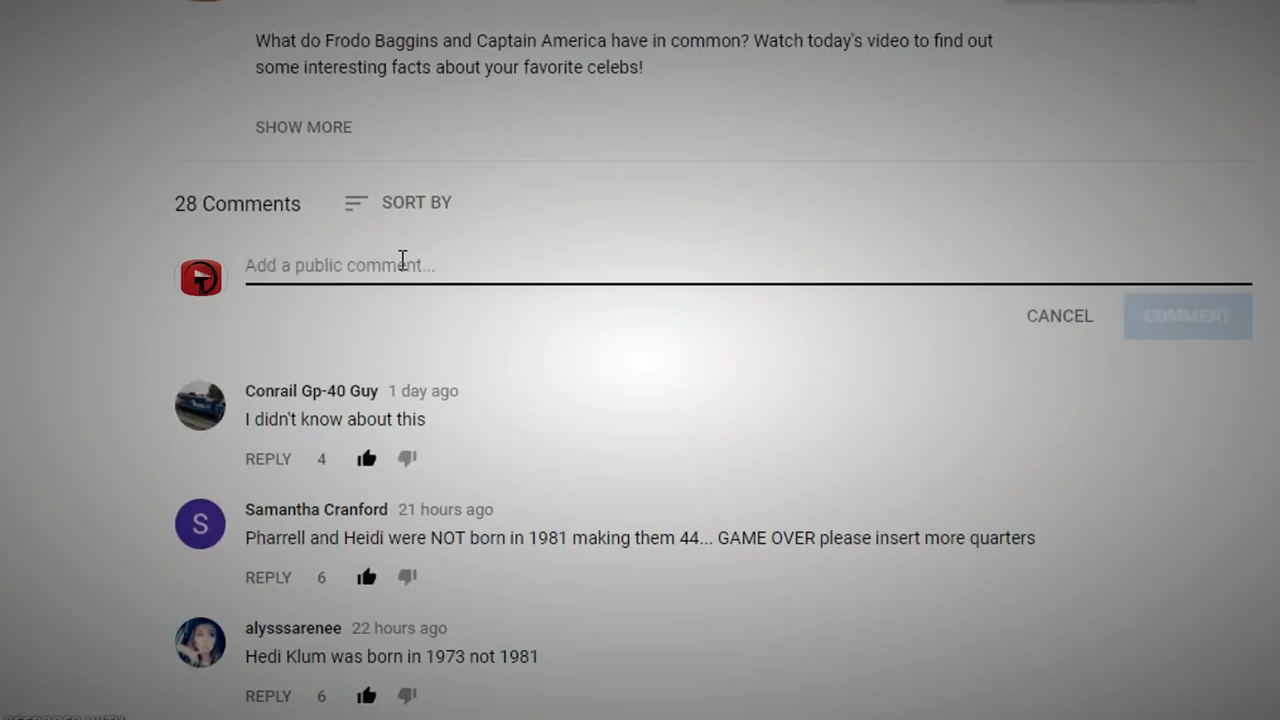 What do Frodo Baggins and Captain America have in common? Watch today's video to find out
some interesting facts about your favorite celebs!
SHOW MORE
28 Comments
SORT BY
Add a public comment...
CANCEL
COMMENT
Conrail Gp-40 Guy 1 day ago
I didn't know about this
REPLY 4
Samantha Cranford 21 hours ago
S
Pharrell and Heidi were NOT born in 1981 making them 44... GAME OVER please insert more quarters
REPLY 6
alysssarenee 22 hours ago
Hedi Klum was born in 1973 not 1981
REPLY 6